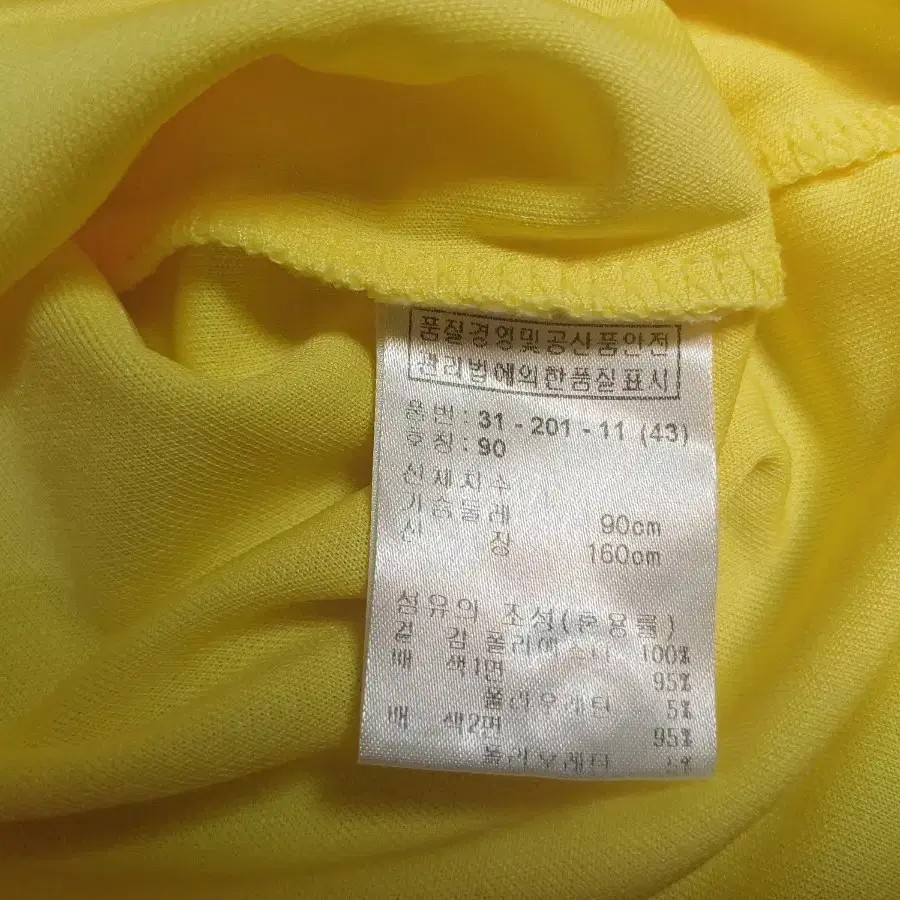 품질경영및공산품안전
관리법에의한품질표시
품번 : 31 - 201 - 11 (43)
호칭 : 90
신체치수
가슴둘레 90cm
신 장 160cm
섬유의 조성(혼용률)
겉 감 폴리에스터 100%
배 색1면 95%
폴리우레탄 5%
배 색2면 95%
폴리우레탄 5%